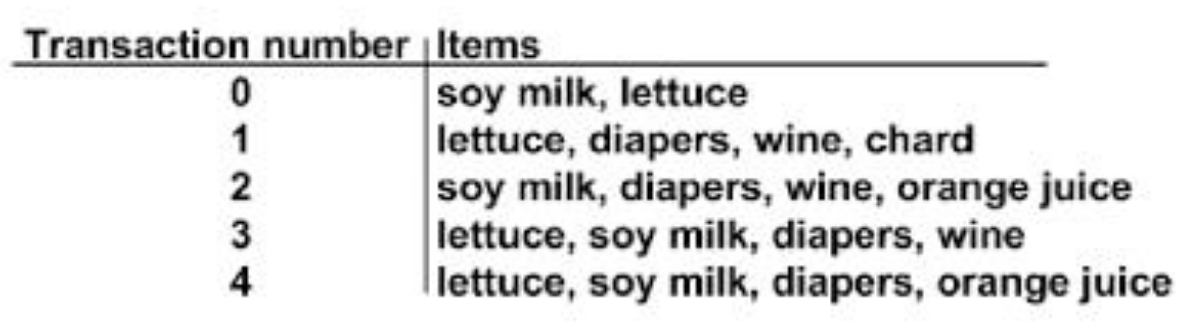 Transaction number Items
0 soy milk, lettuce
1 lettuce, diapers, wine, chard
2 soy milk, diapers, wine, orange juice
3 lettuce, soy milk, diapers, wine
4 lettuce, soy milk, diapers, orange juice